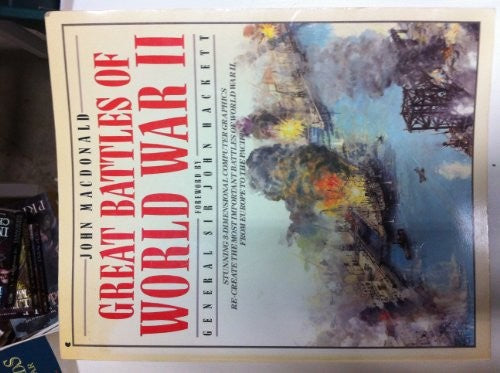 JOHN MACDONALD
GREAT BATTLES OF
WORLD WAR II
FOREWORD BY
GENERAL SIR JOHN HACKETT
STUNNING 3-DIMENSIONAL COMPUTER GRAPHICS
RE-CREATE THE MOST IMPORTANT BATTLES OF WORLD WAR II,
FROM EUROPE TO THE PACIFIC